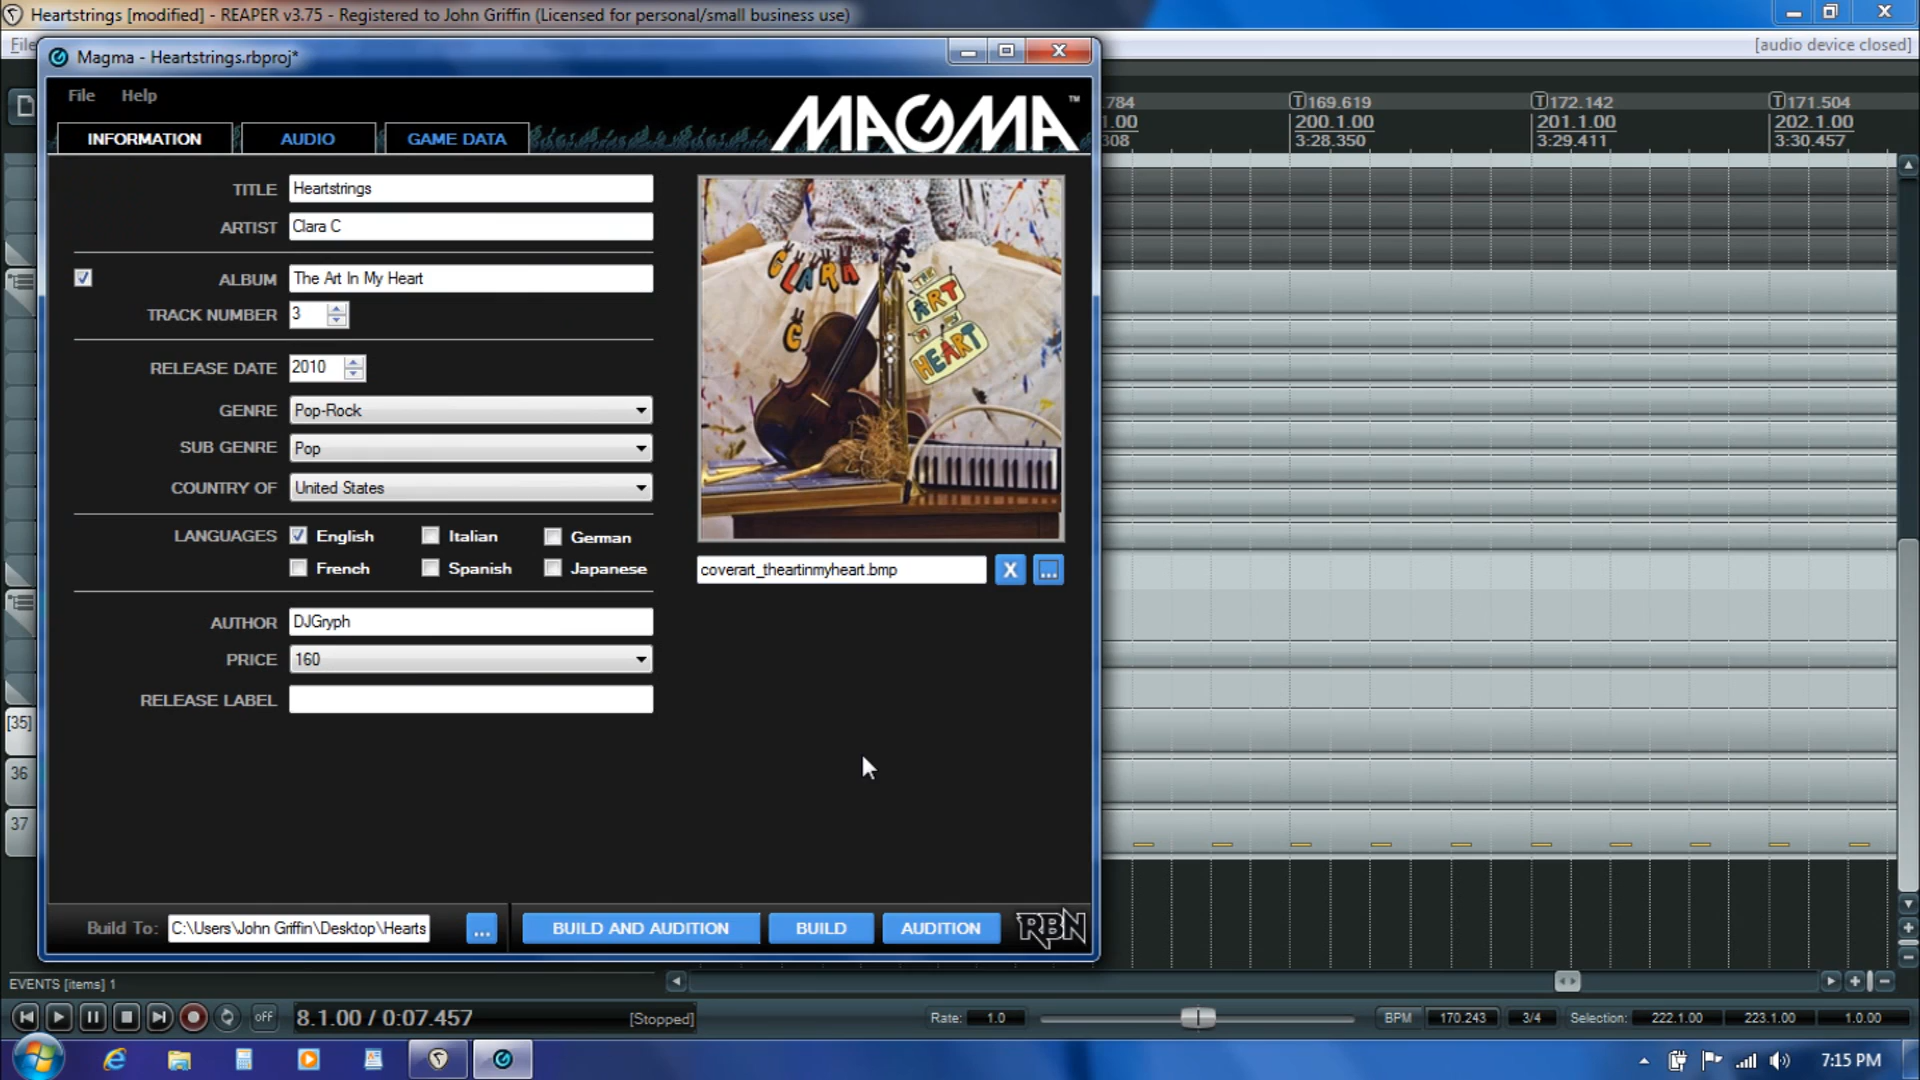 Heartstrings [modified] - REAPER v3.75 - Registered to John Griffin (Licensed for personal/small business use)
[audio device closed]
Magma - Heartstrings.rbproj*
File Help
MAGMA™
INFORMATION AUDIO GAME DATA
.784 169.619 172.142 171.504
1.00 200.1.00 201.1.00 202.1.00
308 3:28.350 3:29.411 3:30.457
TITLE Heartstrings
ARTIST Clara C
ALBUM The Art In My Heart
TRACK NUMBER 3
RELEASE DATE 2010
GENRE Pop-Rock
SUB GENRE Pop
COUNTRY OF United States
LANGUAGES English Italian German
French Spanish Japanese
CLARA C
THE ART IN MY HEART
coverart_theartinmyheart.bmp X ...
AUTHOR DJGryph
PRICE 160
RELEASE LABEL
[35]
36
37
Build To: C:\Users\John Griffin\Desktop\Hearts ... BUILD AND AUDITION BUILD AUDITION RBN
EVENTS [items] 1
off 8.1.00 / 0:07.457 [Stopped] Rate: 1.0 BPM 170.243 3/4 Selection: 222.1.00 223.1.00 1.0.00
7:15 PM